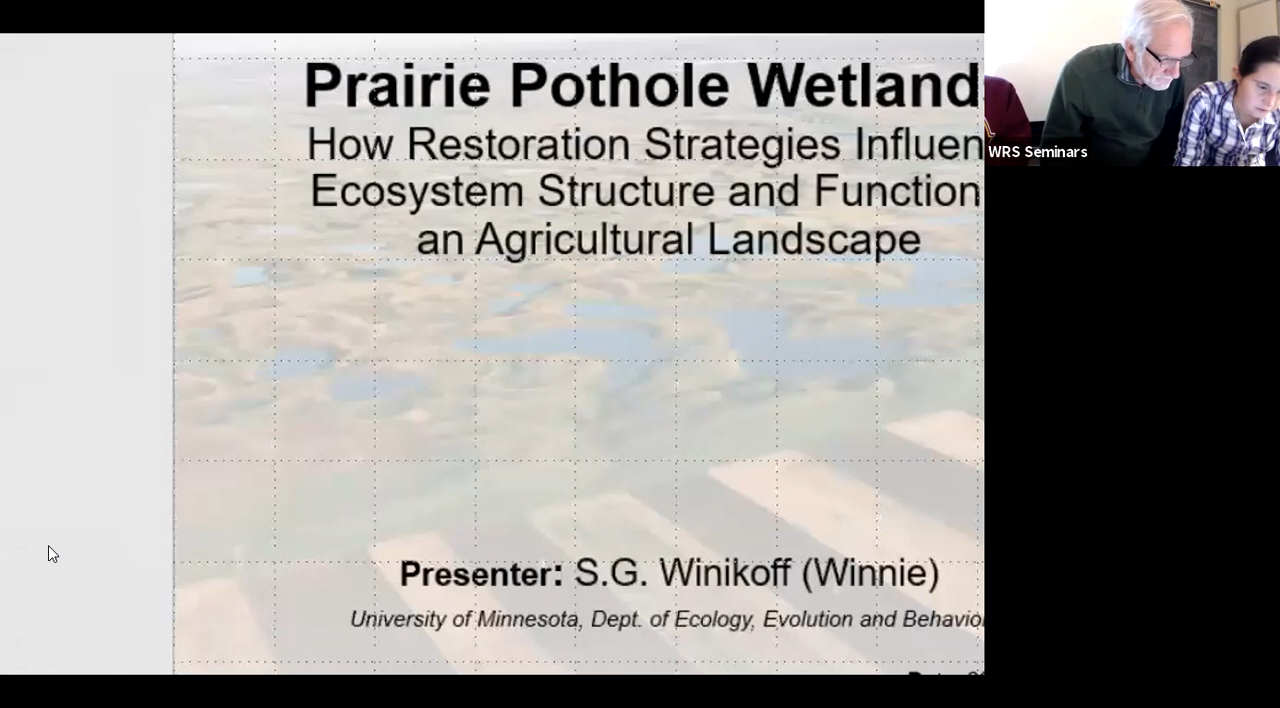 Prairie Pothole Wetland
How Restoration Strategies Influen
Ecosystem Structure and Function
an Agricultural Landscape
Presenter: S.G. Winikoff (Winnie)
University of Minnesota, Dept. of Ecology, Evolution and Behavio
WRS Seminars